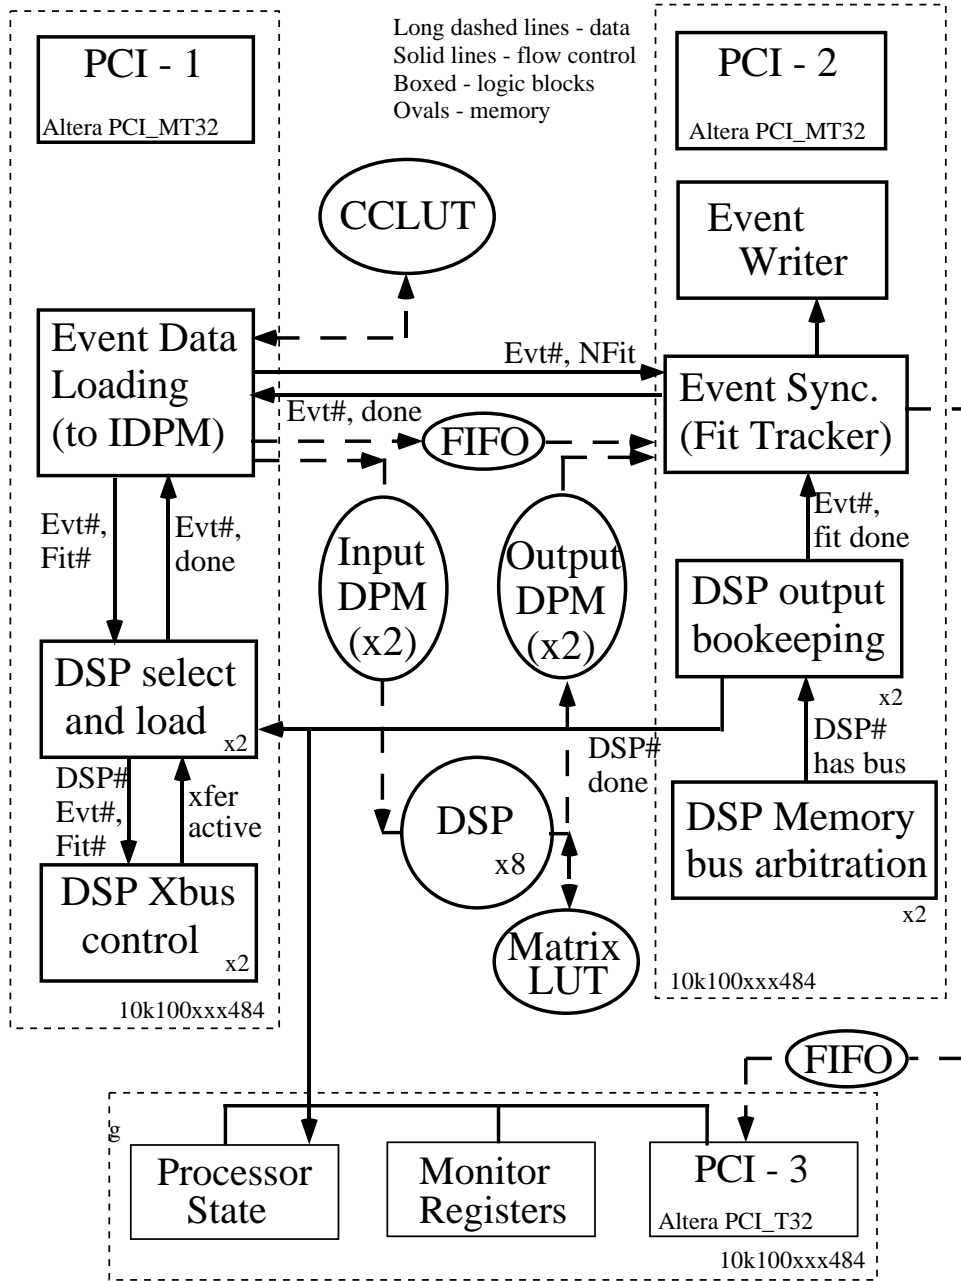 Long dashed lines - data
Solid lines - flow control
Boxed - logic blocks
Ovals - memory
PCI - 1
Altera PCI_MT32
PCI - 2
Altera PCI_MT32
CCLUT
Event
Writer
Event Data
Loading
(to IDPM)
Evt#, NFit
Evt#, done
FIFO
Event Sync.
(Fit Tracker)
Evt#,
Fit#
Evt#,
done
Input
DPM
(x2)
Output
DPM
(x2)
Evt#,
fit done
DSP output
bookeeping
x2
DSP select
and load
x2
DSP#
done
DSP#
has bus
DSP#
Evt#,
Fit#
xfer
active
DSP
x8
DSP Memory
bus arbitration
x2
DSP Xbus
control
x2
Matrix
LUT
10k100xxx484
10k100xxx484
FIFO
g
Processor
State
Monitor
Registers
PCI - 3
Altera PCI_T32
10k100xxx484